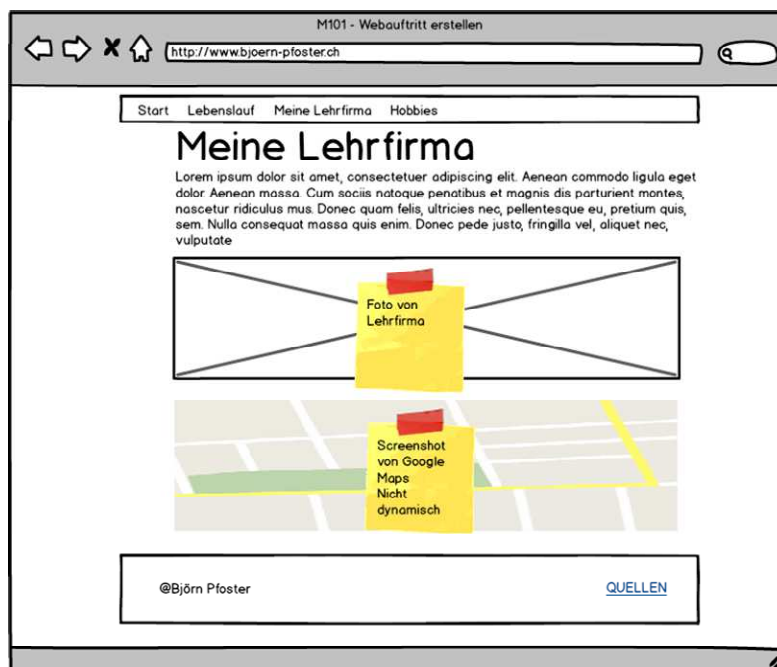 M101 - Webauftritt erstellen
http://www.bjoern-pfoster.ch
Start Lebenslauf Meine Lehrfirma Hobbies
Meine Lehrfirma
Lorem ipsum dolor sit amet, consectetuer adipiscing elit. Aenean commodo ligula eget
dolor. Aenean massa. Cum sociis natoque penatibus et magnis dis parturient montes,
nascetur ridiculus mus. Donec quam felis, ultricies nec, pellentesque eu, pretium quis,
sem. Nulla consequat massa quis enim. Donec pede justo, fringilla vel, aliquet nec,
vulputate
Foto von
Lehrfirma
Screenshot
von Google
Maps
Nicht
dynamisch
@Björn Pfoster QUELLEN